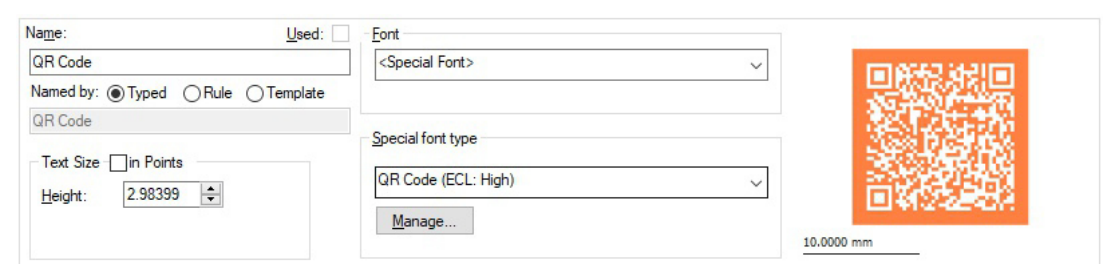 Name: Used:
QR Code
Named by: Typed Rule Template
QR Code
Text Size in Points
Height: 2.98399
Font
<Special Font>
Special font type
QR Code (ECL: High)
Manage...
10.0000 mm